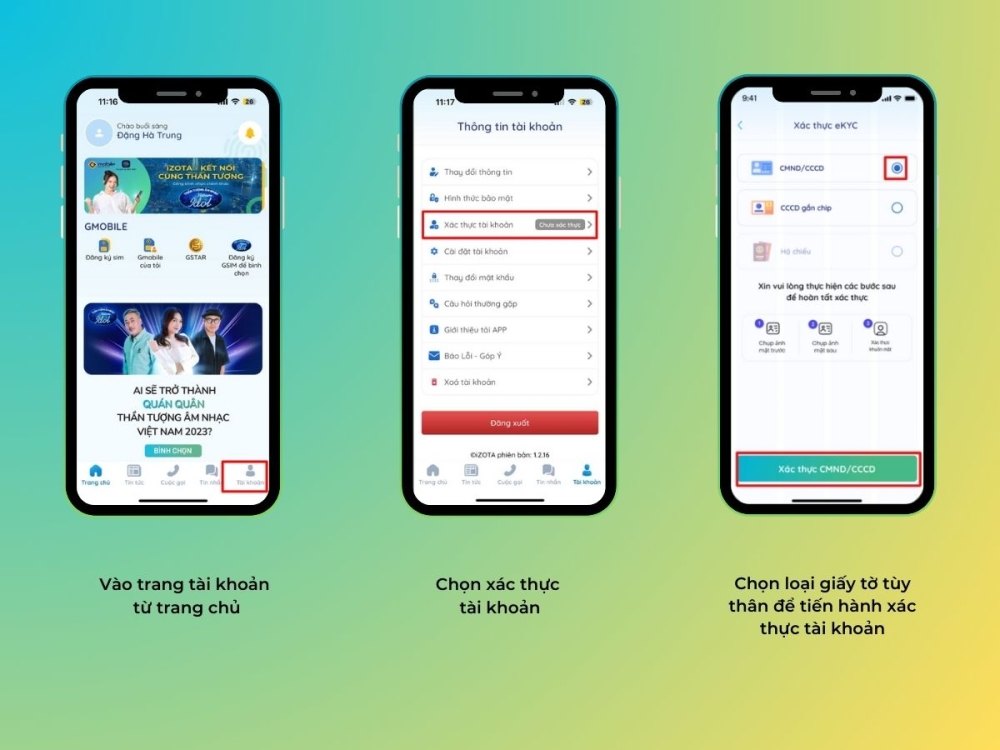 11:16
26
Chào buổi sáng
Đặng Hà Trung
IZOTA - KẾT NỐI
CÙNG THẦN TƯỢNG
Idol
GMOBILE
Đăng ký sim
Gmobile
của tôi
GSTAR
Đăng ký
GSIM để bình
chọn
Idol
AI SẼ TRỞ THÀNH
QUÁN QUÂN
THẦN TƯỢNG ÂM NHẠC
VIỆT NAM 2023?
BÌNH CHỌN
Trang chủ
Tin tức
Cuộc gọi
Tin nhắn
Tài khoản
Vào trang tài khoản
từ trang chủ
11:17
26
Thông tin tài khoản
Thay đổi thông tin
Hình thức bảo mật
Xác thực tài khoản
Chưa xác thực
Cài đặt tài khoản
Thay đổi mật khẩu
Câu hỏi thường gặp
Giới thiệu tải APP
Báo Lỗi - Góp Ý
Xoá tài khoản
Đăng xuất
©iZOTA phiên bản: 1.2.16
Trang chủ
Tin tức
Cuộc gọi
Tin nhắn
Tài khoản
Chọn xác thực
tài khoản
9:41
Xác thực eKYC
CMND/CCCD
CCCD gắn chip
Hộ chiếu
Xin vui lòng thực hiện các bước sau
để hoàn tất xác thực
1
Chụp ảnh
mặt trước
2
Chụp ảnh
mặt sau
3
Xác thực
khuôn mặt
Xác thực CMND/CCCD
Chọn loại giấy tờ tùy
thân để tiến hành xác
thực tài khoản